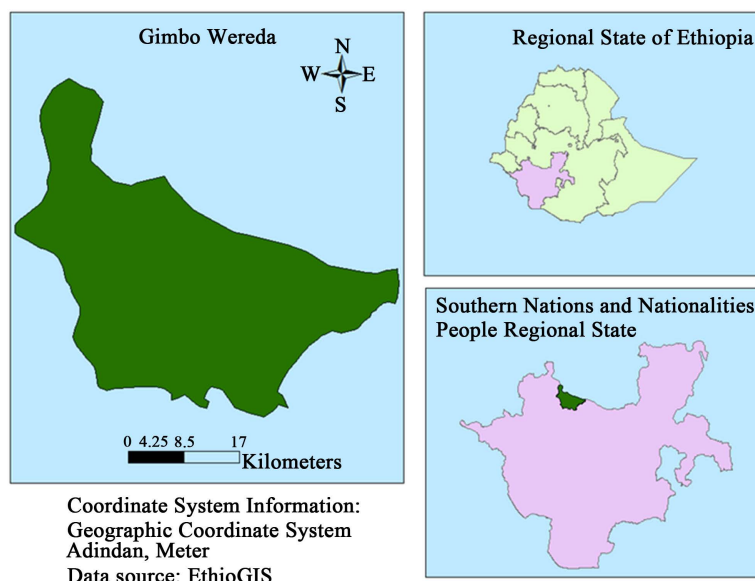 Gimbo Wereda
N
W E
S
0 4.25 8.5 17
Kilometers
Regional State of Ethiopia
Southern Nations and Nationalities
People Regional State
Coordinate System Information:
Geographic Coordinate System
Adindan, Meter
Data source: EthioGIS